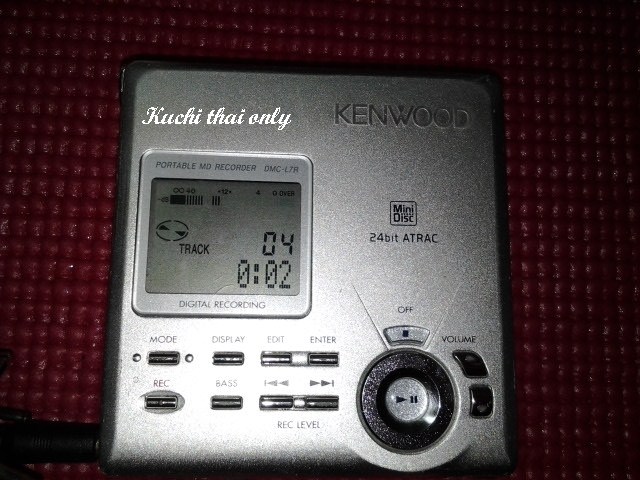 Kuchi thai only
KENWOOD
PORTABLE MD RECORDER DMC-L7R
OVER
TRACK 04
0:02
DIGITAL RECORDING
Mini
Disc
24bit ATRAC
OFF
MODE DISPLAY EDIT ENTER VOLUME
REC BASS
REC LEVEL